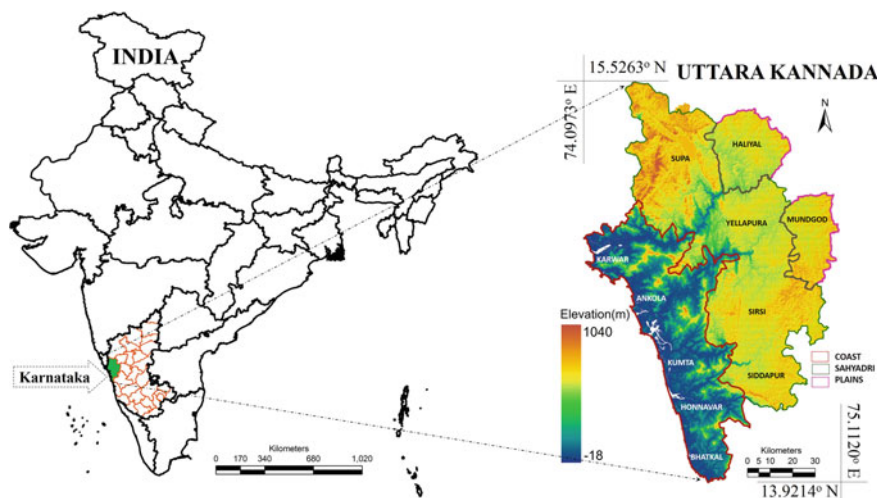 INDIA
Karnataka
Kilometers
0 170 340 680 1,020
15.5263° N
74.0973° E
UTTARA KANNADA
N
SUPA
HALIYAL
YELLAPURA
MUNDGOD
KARWAR
ANKOLA
SIRSI
KUMTA
SIDDAPUR
HONNAVAR
BHATKAL
Elevation(m)
1040
-18
COAST
SAHYADRI
PLAINS
Kilometers
0 5 10 20 30
75.1120° E
13.9214° N